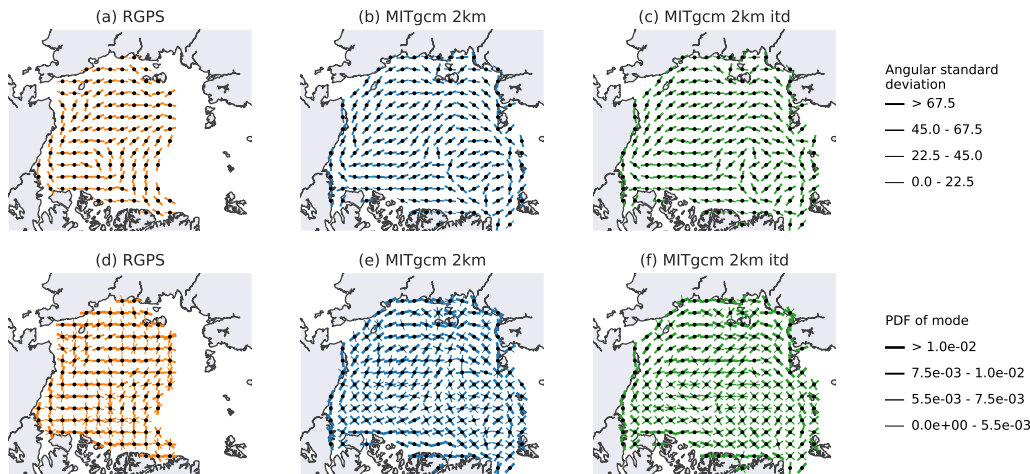 (a) RGPS
(b) MITgcm 2km
(c) MITgcm 2km itd
Angular standard
deviation
> 67.5
45.0 - 67.5
22.5 - 45.0
0.0 - 22.5
(d) RGPS
(e) MITgcm 2km
(f) MITgcm 2km itd
PDF of mode
> 1.0e-02
7.5e-03 - 1.0e-02
5.5e-03 - 7.5e-03
0.0e+00 - 5.5e-03